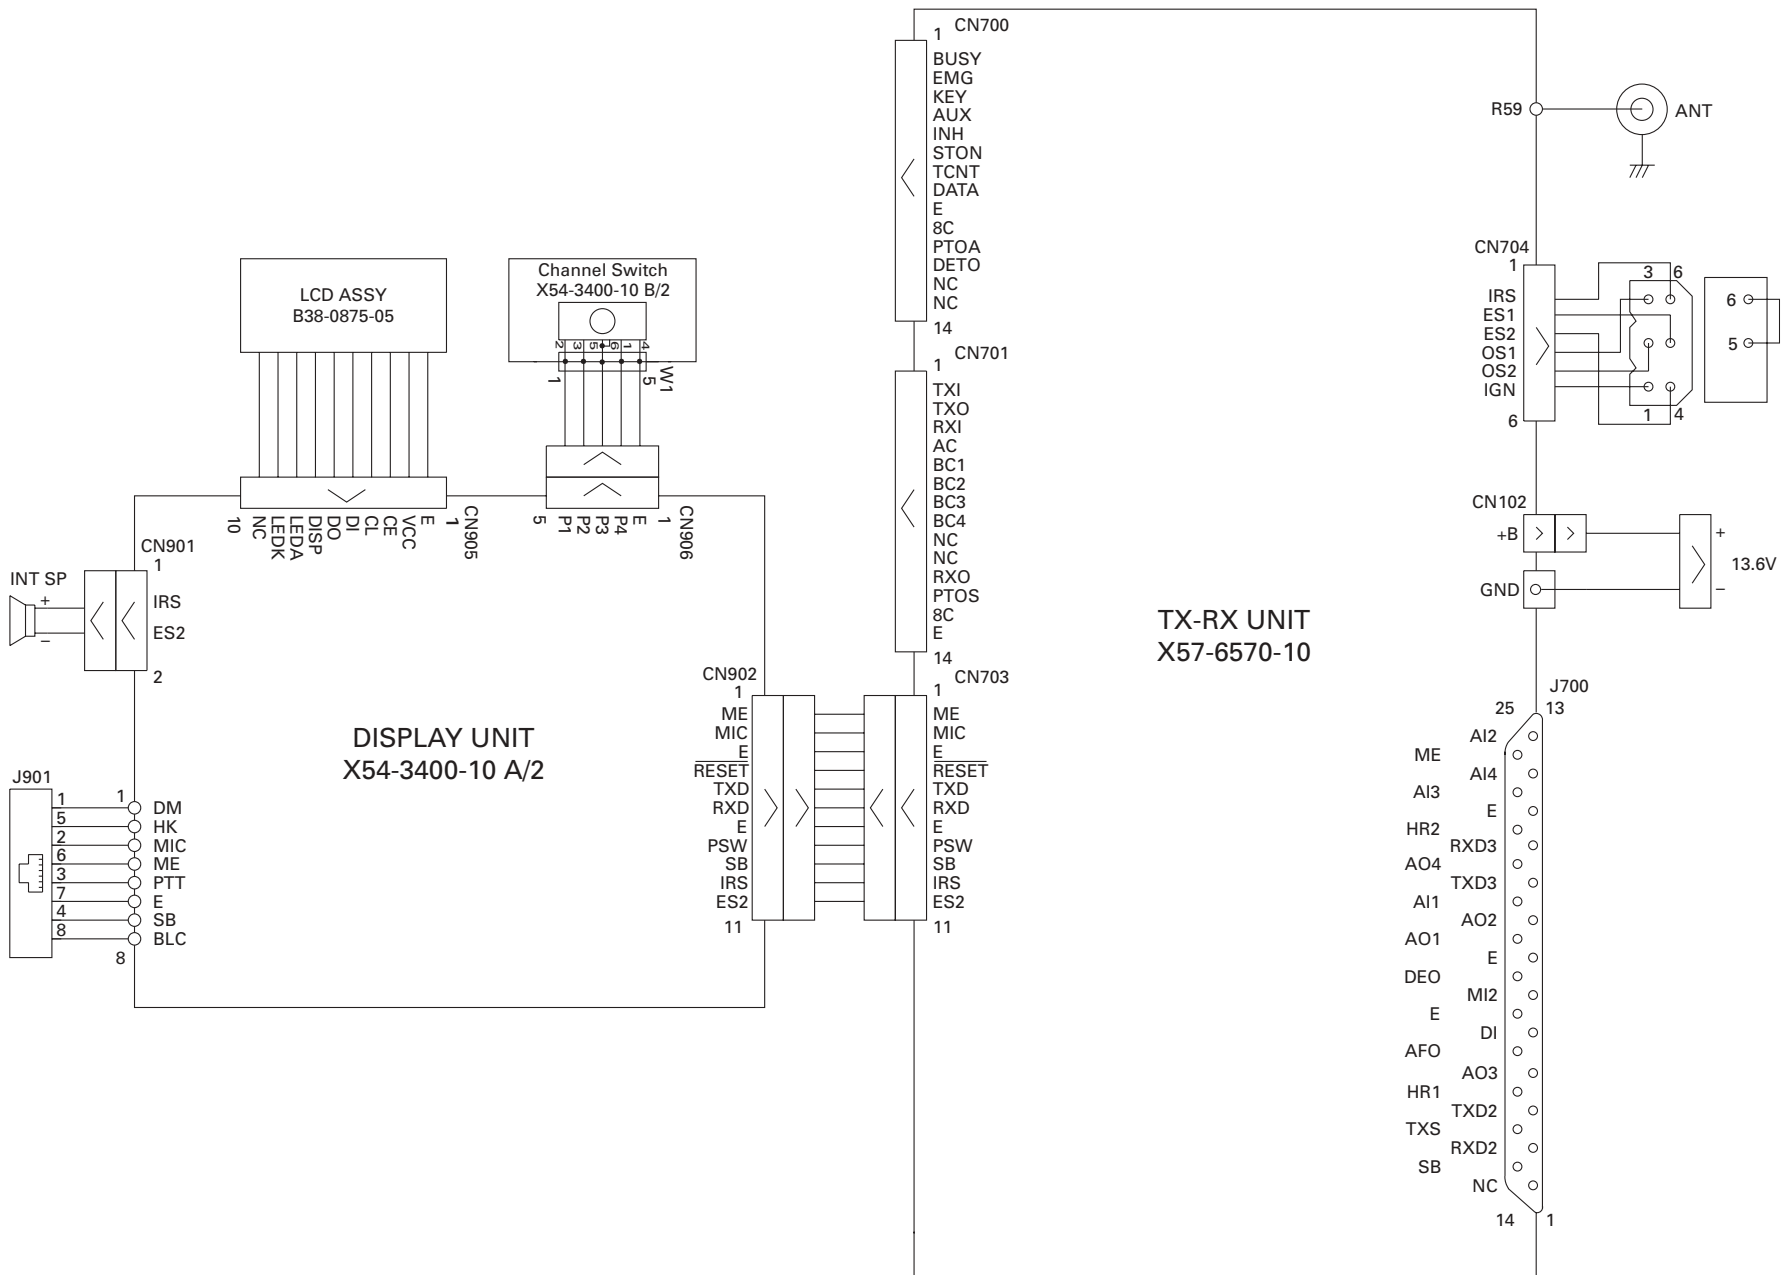 CN700
1
BUSY
EMG
KEY
AUX
INH
STON
TCNT
DATA
E
8C
PTOA
DETO
NC
NC
14
CN701
1
TXI
TXO
RXI
AC
BC1
BC2
BC3
BC4
NC
NC
RXO
PTOS
8C
E
14
CN703
1
ME
MIC
E
RESET
TXD
RXD
E
PSW
SB
IRS
ES2
11
LCD ASSY
B38-0875-05
Channel Switch
X54-3400-10 B/2
2
3
5
6
1
4
1
5
W1
10
NC
LEDK
LEDA
DISP
DO
DI
CL
CE
VCC
E
1
CN905
5
P1
P2
P3
P4
E
1
CN906
CN901
1
INT SP
+
−
IRS
ES2
2
DISPLAY UNIT
X54-3400-10 A/2
J901
1
5
2
6
3
7
4
8
1
DM
HK
MIC
ME
PTT
E
SB
BLC
8
CN902
1
ME
MIC
E
RESET
TXD
RXD
E
PSW
SB
IRS
ES2
11
TX-RX UNIT
X57-6570-10
R59
ANT
CN704
1
IRS
ES1
ES2
OS1
OS2
IGN
6
3 6
1 4
6
5
CN102
+B
GND
+
13.6V
−
J700
25 13
AI2
ME
AI4
AI3
E
HR2
RXD3
AO4
TXD3
AI1
AO2
AO1
E
DEO
MI2
E
DI
AFO
AO3
HR1
TXD2
TXS
RXD2
SB
NC
14 1